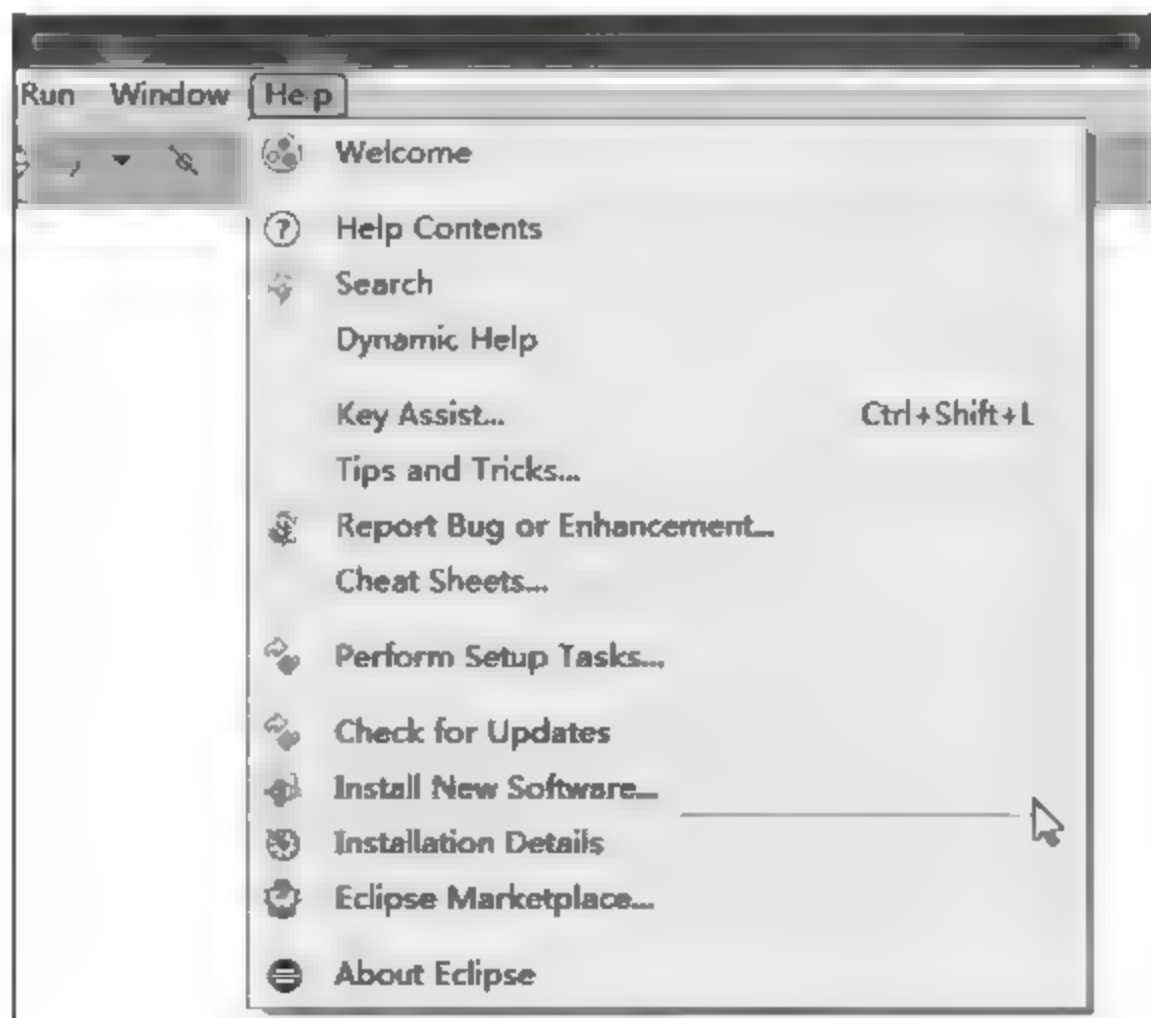 Run Window Help
Welcome
Help Contents
Search
Dynamic Help
Key Assist... Ctrl+Shift+L
Tips and Tricks...
Report Bug or Enhancement...
Cheat Sheets...
Perform Setup Tasks...
Check for Updates
Install New Software...
Installation Details
Eclipse Marketplace...
About Eclipse